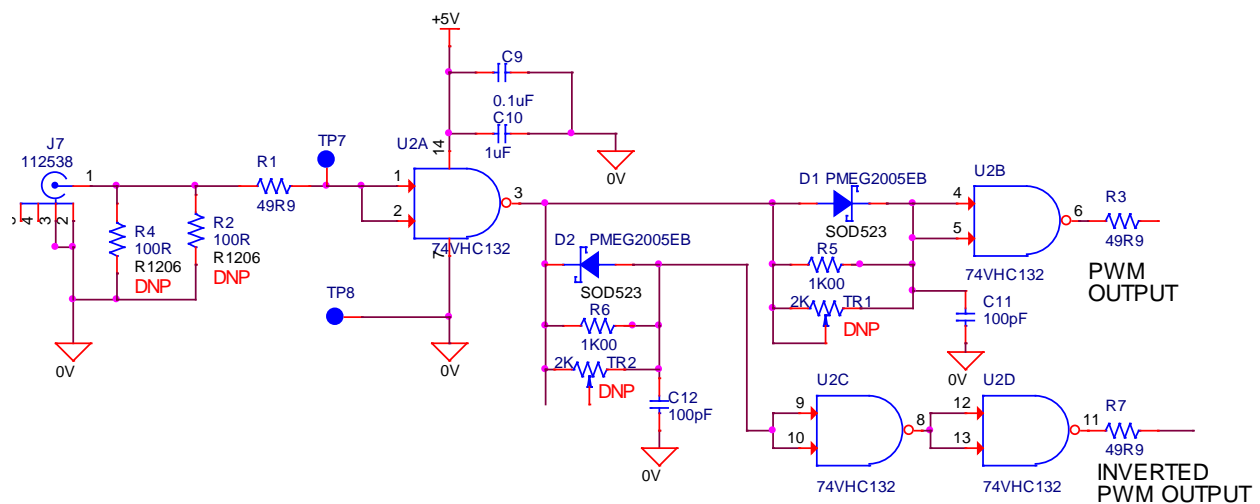 +5V
C9
0.1uF
C10
1uF
0V
J7
112538
1
2
3
4
R4
100R
R1206
DNP
R2
100R
R1206
DNP
0V
R1
49R9
TP7
U2A
14
1
2
3
7
74VHC132
TP8
0V
D2
PMEG2005EB
SOD523
R6
1K00
2K
TR2
DNP
C12
100pF
0V
D1 PMEG2005EB
SOD523
R5
1K00
2K
TR1
DNP
C11
100pF
0V
U2B
4
5
6
74VHC132
R3
49R9
PWM
OUTPUT
U2C
9
10
8
74VHC132
U2D
12
13
11
74VHC132
R7
49R9
INVERTED
PWM OUTPUT